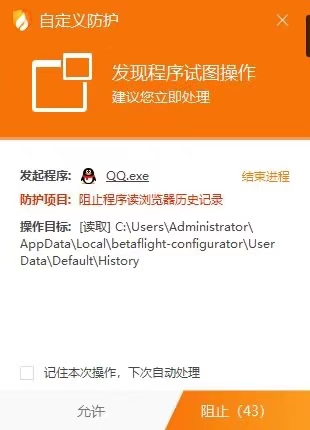 自定义防护
发现程序试图操作
建议您立即处理
发起程序: QQ.exe 结束进程
防护项目: 阻止程序读浏览器历史记录
操作目标: [读取] C:\Users\Administrator\
AppData\Local\betaflight-configurator\User
Data\Default\History
记住本次操作，下次自动处理
允许 阻止（43）